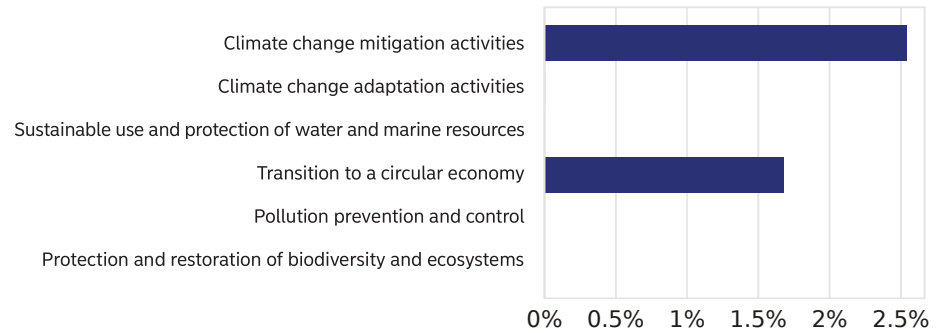 Climate change mitigation activities
Climate change adaptation activities
Sustainable use and protection of water and marine resources
Transition to a circular economy
Pollution prevention and control
Protection and restoration of biodiversity and ecosystems
0% 0.5% 1% 1.5% 2% 2.5%